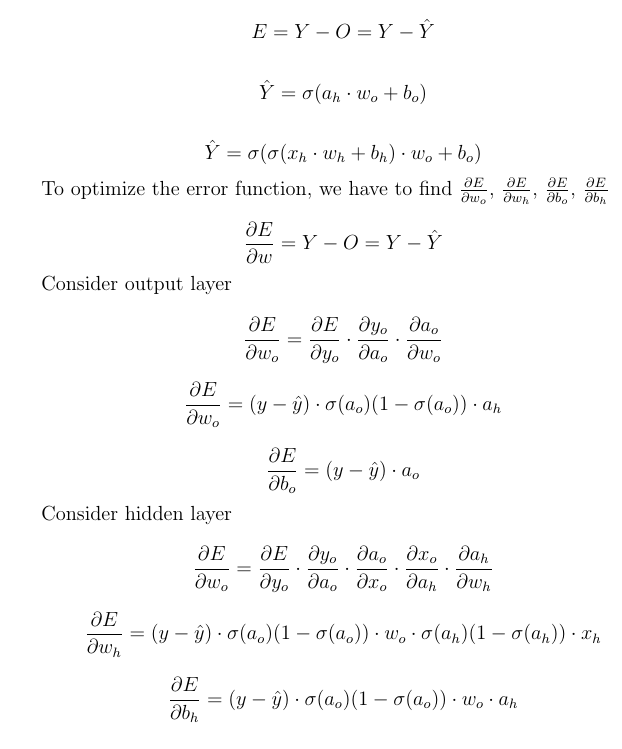 $E = Y - O = Y - \hat{Y}$
$\hat{Y} = \sigma(a_h \cdot w_o + b_o)$
$\hat{Y} = \sigma(\sigma(x_h \cdot w_h + b_h) \cdot w_o + b_o)$
To optimize the error function, we have to find $\frac{\partial E}{\partial w_o}$, $\frac{\partial E}{\partial w_h}$, $\frac{\partial E}{\partial b_o}$, $\frac{\partial E}{\partial b_h}$
$\frac{\partial E}{\partial w} = Y - O = Y - \hat{Y}$
Consider output layer
$\frac{\partial E}{\partial w_o} = \frac{\partial E}{\partial y_o} \cdot \frac{\partial y_o}{\partial a_o} \cdot \frac{\partial a_o}{\partial w_o}$
$\frac{\partial E}{\partial w_o} = (y - \hat{y}) \cdot \sigma(a_o)(1 - \sigma(a_o)) \cdot a_h$
$\frac{\partial E}{\partial b_o} = (y - \hat{y}) \cdot a_o$
Consider hidden layer
$\frac{\partial E}{\partial w_o} = \frac{\partial E}{\partial y_o} \cdot \frac{\partial y_o}{\partial a_o} \cdot \frac{\partial a_o}{\partial x_o} \cdot \frac{\partial x_o}{\partial a_h} \cdot \frac{\partial a_h}{\partial w_h}$
$\frac{\partial E}{\partial w_h} = (y - \hat{y}) \cdot \sigma(a_o)(1 - \sigma(a_o)) \cdot w_o \cdot \sigma(a_h)(1 - \sigma(a_h)) \cdot x_h$
$\frac{\partial E}{\partial b_h} = (y - \hat{y}) \cdot \sigma(a_o)(1 - \sigma(a_o)) \cdot w_o \cdot a_h$